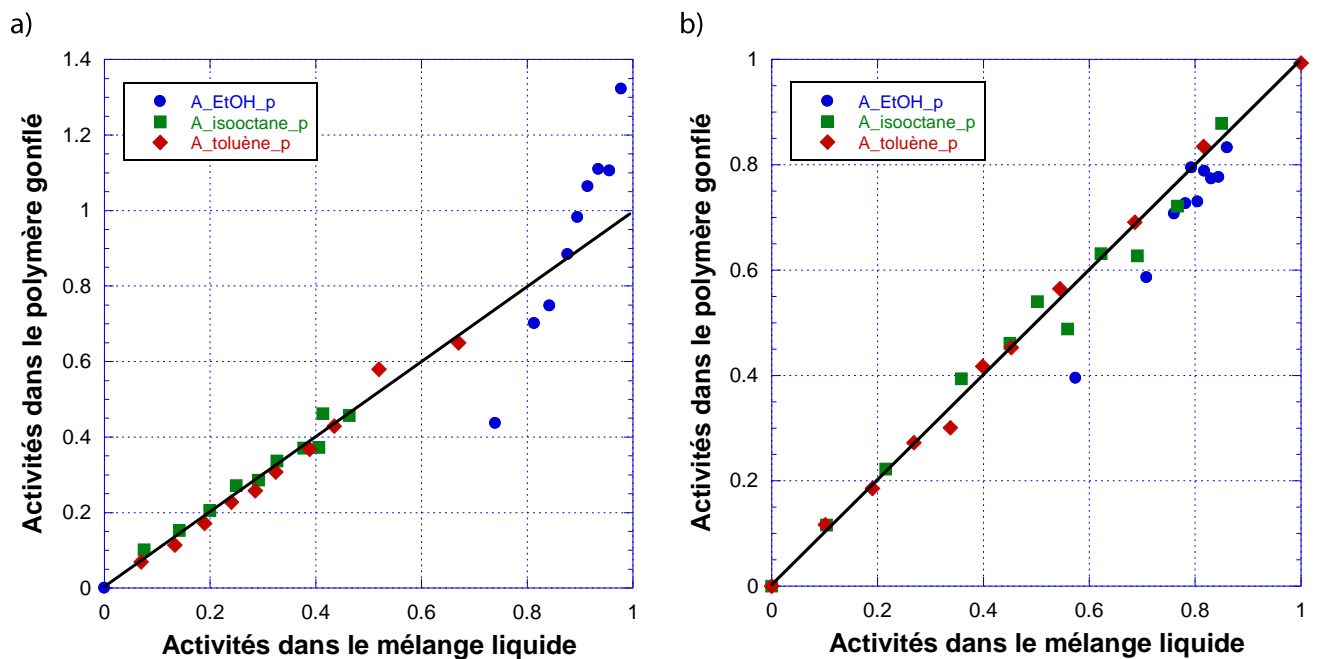 a)
Activités dans le polymère gonflé
1.4
1.2
1
0.8
0.6
0.4
0.2
0
A_EtOH_p
A_isooctane_p
A_toluène_p
0 0.2 0.4 0.6 0.8 1
Activités dans le mélange liquide
b)
Activités dans le polymère gonflé
1
0.8
0.6
0.4
0.2
0
A_EtOH_p
A_isooctane_p
A_toluène_p
0 0.2 0.4 0.6 0.8 1
Activités dans le mélange liquide